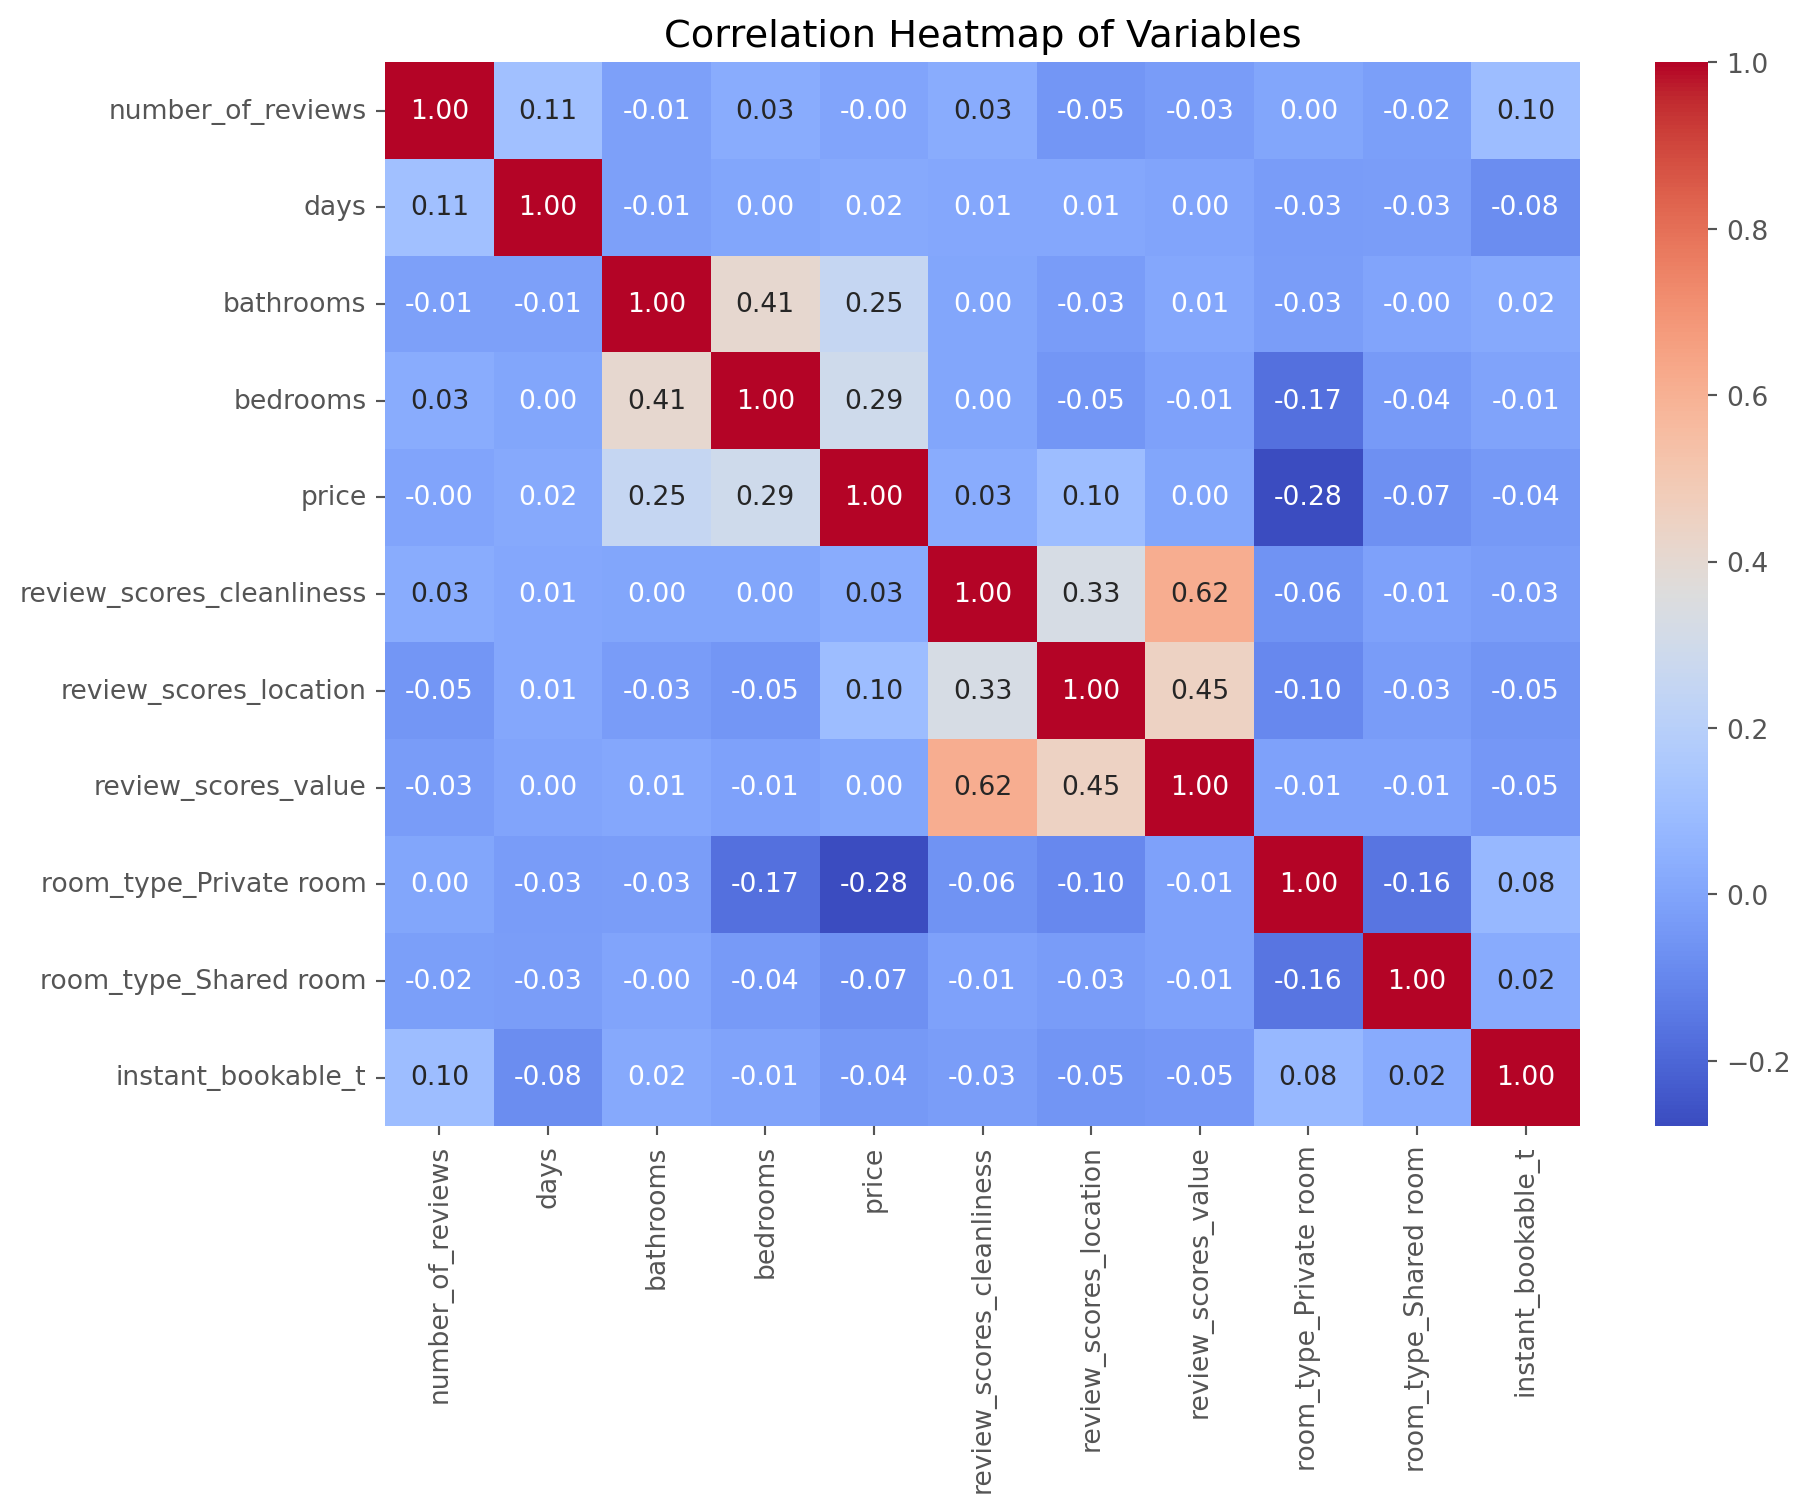 Correlation Heatmap of Variables
number_of_reviews 1.00 0.11 -0.01 0.03 -0.00 0.03 -0.05 -0.03 0.00 -0.02 0.10
days 0.11 1.00 -0.01 0.00 0.02 0.01 0.01 0.00 -0.03 -0.03 -0.08
bathrooms -0.01 -0.01 1.00 0.41 0.25 0.00 -0.03 0.01 -0.03 -0.00 0.02
bedrooms 0.03 0.00 0.41 1.00 0.29 0.00 -0.05 -0.01 -0.17 -0.04 -0.01
price -0.00 0.02 0.25 0.29 1.00 0.03 0.10 0.00 -0.28 -0.07 -0.04
review_scores_cleanliness 0.03 0.01 0.00 0.00 0.03 1.00 0.33 0.62 -0.06 -0.01 -0.03
review_scores_location -0.05 0.01 -0.03 -0.05 0.10 0.33 1.00 0.45 -0.10 -0.03 -0.05
review_scores_value -0.03 0.00 0.01 -0.01 0.00 0.62 0.45 1.00 -0.01 -0.01 -0.05
room_type_Private room 0.00 -0.03 -0.03 -0.17 -0.28 -0.06 -0.10 -0.01 1.00 -0.16 0.08
room_type_Shared room -0.02 -0.03 -0.00 -0.04 -0.07 -0.01 -0.03 -0.01 -0.16 1.00 0.02
instant_bookable_t 0.10 -0.08 0.02 -0.01 -0.04 -0.03 -0.05 -0.05 0.08 0.02 1.00
number_of_reviews
days
bathrooms
bedrooms
price
review_scores_cleanliness
review_scores_location
review_scores_value
room_type_Private room
room_type_Shared room
instant_bookable_t
1.0
0.8
0.6
0.4
0.2
0.0
−0.2